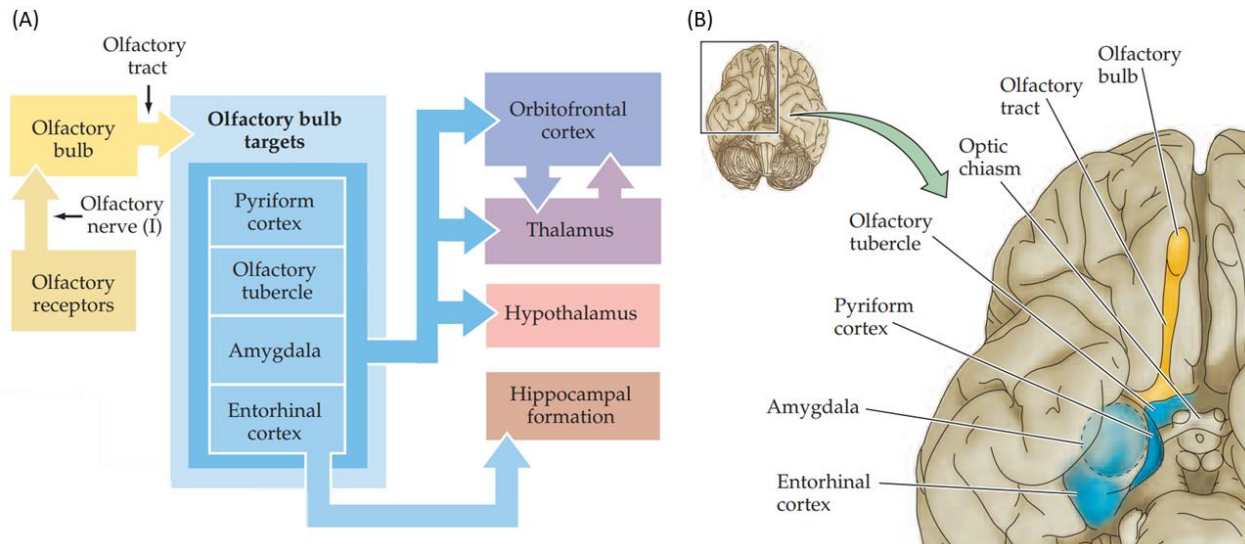 (A)
Olfactory
tract
Olfactory
bulb
Olfactory
nerve (I)
Olfactory
receptors
Olfactory bulb
targets
Pyriform
cortex
Olfactory
tubercle
Amygdala
Entorhinal
cortex
Orbitofrontal
cortex
Thalamus
Hypothalamus
Hippocampal
formation
(B)
Olfactory
bulb
Olfactory
tract
Optic
chiasm
Olfactory
tubercle
Pyriform
cortex
Amygdala
Entorhinal
cortex